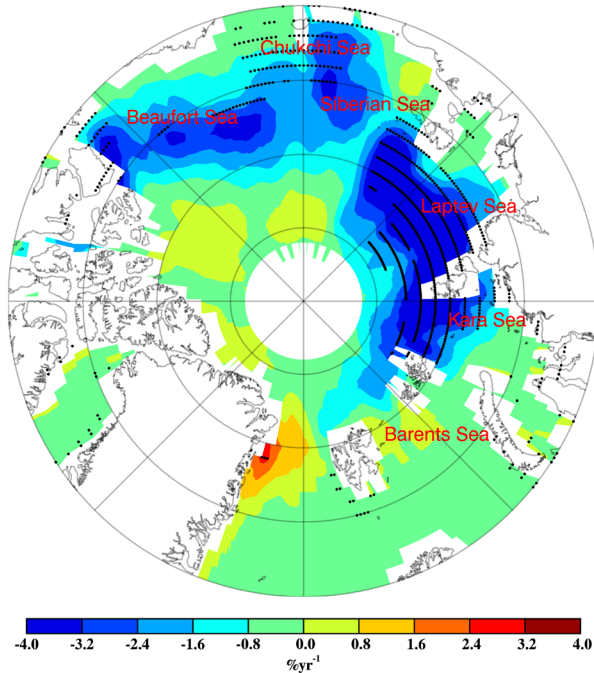 Chukchi Sea
Siberian Sea
Beaufort Sea
Laptev Sea
Kara Sea
Barents Sea
-4.0 -3.2 -2.4 -1.6 -0.8 0.0 0.8 1.6 2.4 3.2 4.0
%yr-1